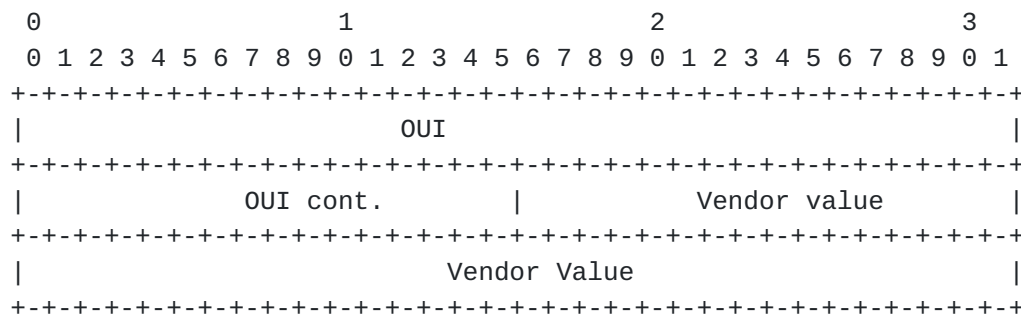 0                   1                   2                   3
 0 1 2 3 4 5 6 7 8 9 0 1 2 3 4 5 6 7 8 9 0 1 2 3 4 5 6 7 8 9 0 1
+-+-+-+-+-+-+-+-+-+-+-+-+-+-+-+-+-+-+-+-+-+-+-+-+-+-+-+-+-+-+-+-+
|                        OUI                                    |
+-+-+-+-+-+-+-+-+-+-+-+-+-+-+-+-+-+-+-+-+-+-+-+-+-+-+-+-+-+-+-+-+
|              OUI cont.        |           Vendor value        |
+-+-+-+-+-+-+-+-+-+-+-+-+-+-+-+-+-+-+-+-+-+-+-+-+-+-+-+-+-+-+-+-+
|                           Vendor Value                        |
+-+-+-+-+-+-+-+-+-+-+-+-+-+-+-+-+-+-+-+-+-+-+-+-+-+-+-+-+-+-+-+-+